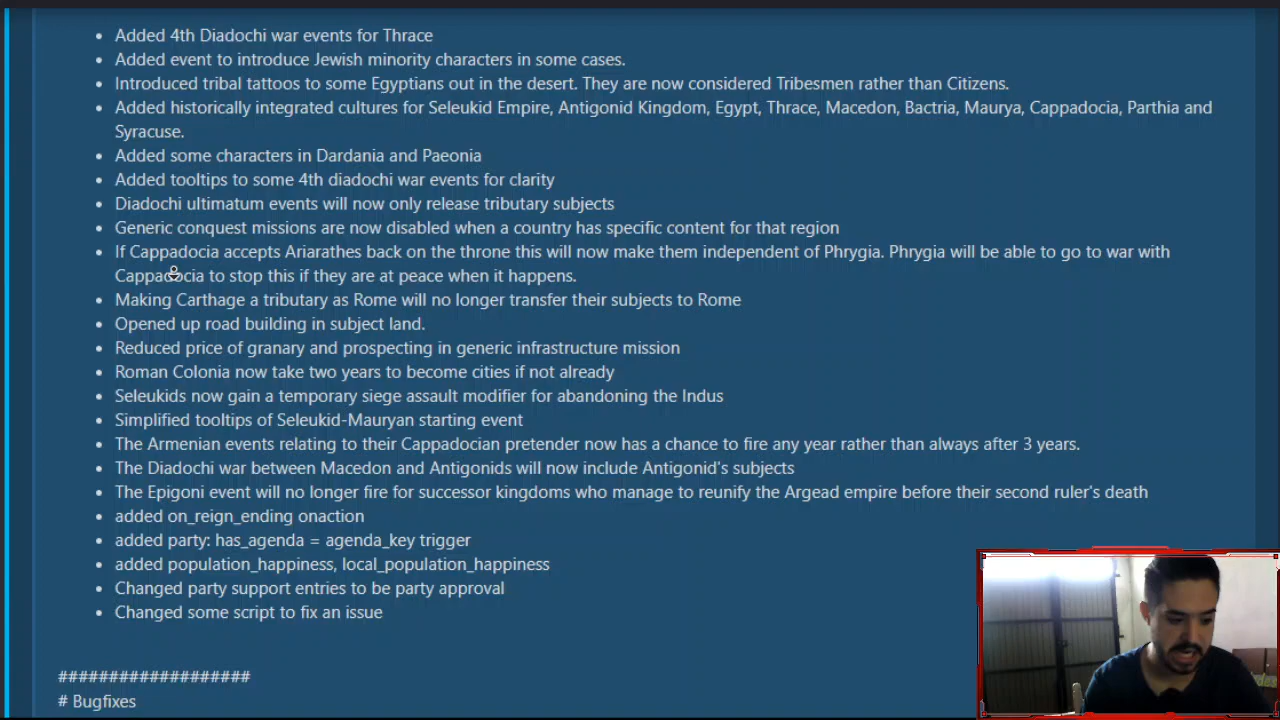 Added 4th Diadochi war events for Thrace
Added event to introduce Jewish minority characters in some cases.
Introduced tribal tattoos to some Egyptians out in the desert. They are now considered Tribesmen rather than Citizens.
Added historically integrated cultures for Seleukid Empire, Antigonid Kingdom, Egypt, Thrace, Macedon, Bactria, Maurya, Cappadocia, Parthia and
Syracuse.
Added some characters in Dardania and Paeonia
Added tooltips to some 4th diadochi war events for clarity
Diadochi ultimatum events will now only release tributary subjects
Generic conquest missions are now disabled when a country has specific content for that region
If Cappadocia accepts Ariarathes back on the throne this will now make them independent of Phrygia. Phrygia will be able to go to war with
Cappadocia to stop this if they are at peace when it happens.
Making Carthage a tributary as Rome will no longer transfer their subjects to Rome
Opened up road building in subject land.
Reduced price of granary and prospecting in generic infrastructure mission
Roman Colonia now take two years to become cities if not already
Seleukids now gain a temporary siege assault modifier for abandoning the Indus
Simplified tooltips of Seleukid-Mauryan starting event
The Armenian events relating to their Cappadocian pretender now has a chance to fire any year rather than always after 3 years.
The Diadochi war between Macedon and Antigonids will now include Antigonid's subjects
The Epigoni event will no longer fire for successor kingdoms who manage to reunify the Argead empire before their second ruler's death
added on_reign_ending onaction
added party: has_agenda = agenda_key trigger
added population_happiness, local_population_happiness
Changed party support entries to be party approval
Changed some script to fix an issue
###################
# Bugfixes